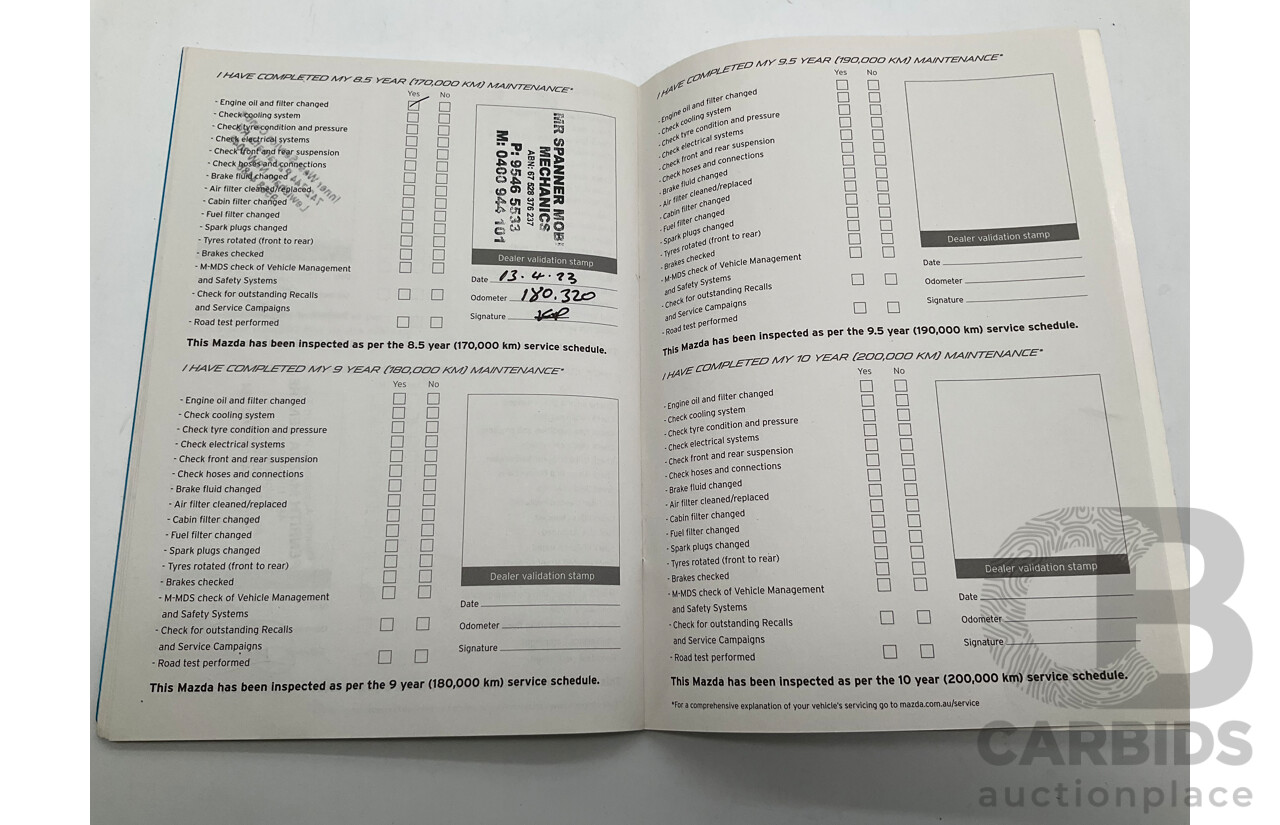 I HAVE COMPLETED MY 8.5 YEAR (170,000 KM) MAINTENANCE*
Yes No
- Engine oil and filter changed
- Check cooling system
- Check tyre condition and pressure
- Check electrical systems
- Check front and rear suspension
- Check hoses and connections
- Brake fluid changed
- Air filter cleaned/replaced
- Cabin filter changed
- Fuel filter changed
- Spark plugs changed
- Tyres rotated (front to rear)
- Brakes checked
- M-MDS check of Vehicle Management
and Safety Systems
- Check for outstanding Recalls
and Service Campaigns
- Road test performed
MR SPANNER MOBI
MECHANICS
ABN: 67 828 376 237
P: 9546 5533
M: 0400 944 101
Dealer validation stamp
Date 13.4.23
Odometer 180.320
Signature
This Mazda has been inspected as per the 8.5 year (170,000 km) service schedule.
I HAVE COMPLETED MY 9 YEAR (180,000 KM) MAINTENANCE*
Yes No
- Engine oil and filter changed
- Check cooling system
- Check tyre condition and pressure
- Check electrical systems
- Check front and rear suspension
- Check hoses and connections
- Brake fluid changed
- Air filter cleaned/replaced
- Cabin filter changed
- Fuel filter changed
- Spark plugs changed
- Tyres rotated (front to rear)
- Brakes checked
- M-MDS check of Vehicle Management
and Safety Systems
- Check for outstanding Recalls
and Service Campaigns
- Road test performed
Dealer validation stamp
Date
Odometer
Signature
This Mazda has been inspected as per the 9 year (180,000 km) service schedule.
I HAVE COMPLETED MY 9.5 YEAR (190,000 KM) MAINTENANCE*
Yes No
- Engine oil and filter changed
- Check cooling system
- Check tyre condition and pressure
- Check electrical systems
- Check front and rear suspension
- Check hoses and connections
- Brake fluid changed
- Air filter cleaned/replaced
- Cabin filter changed
- Fuel filter changed
- Spark plugs changed
- Tyres rotated (front to rear)
- Brakes checked
- M-MDS check of Vehicle Management
and Safety Systems
- Check for outstanding Recalls
and Service Campaigns
- Road test performed
Dealer validation stamp
Date
Odometer
Signature
This Mazda has been inspected as per the 9.5 year (190,000 km) service schedule.
I HAVE COMPLETED MY 10 YEAR (200,000 KM) MAINTENANCE*
Yes No
- Engine oil and filter changed
- Check cooling system
- Check tyre condition and pressure
- Check electrical systems
- Check front and rear suspension
- Check hoses and connections
- Brake fluid changed
- Air filter cleaned/replaced
- Cabin filter changed
- Fuel filter changed
- Spark plugs changed
- Tyres rotated (front to rear)
- Brakes checked
- M-MDS check of Vehicle Management
and Safety Systems
- Check for outstanding Recalls
and Service Campaigns
- Road test performed
Dealer validation stamp
Date
Odometer
Signature
This Mazda has been inspected as per the 10 year (200,000 km) service schedule.
*For a comprehensive explanation of your vehicle's servicing go to mazda.com.au/service
CB
CARBIDS
auctionplace